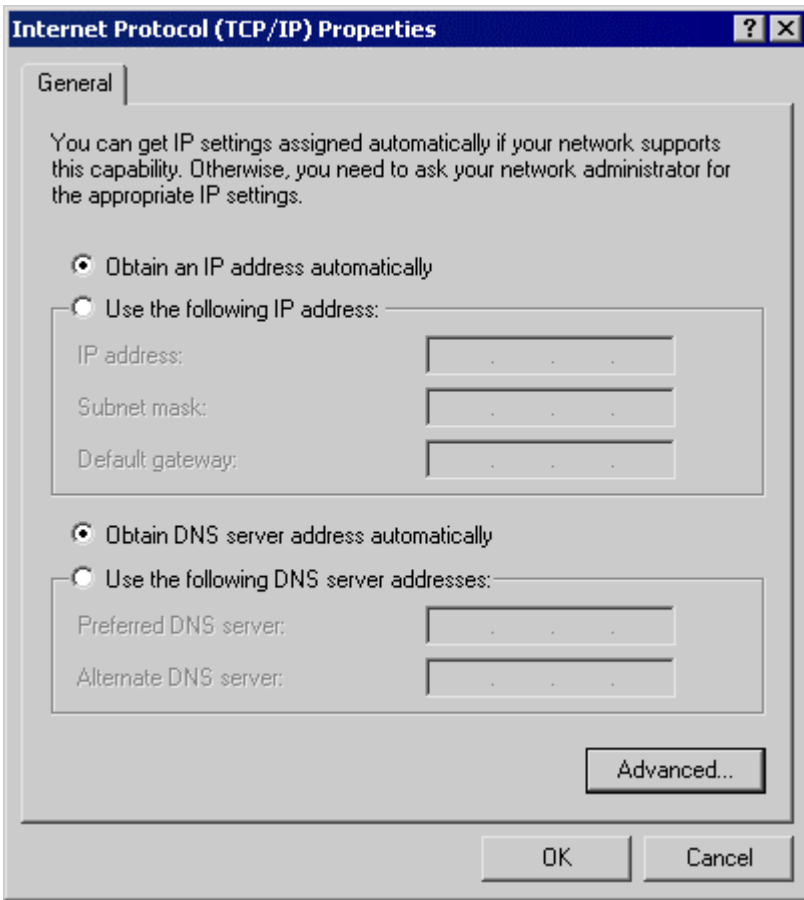 Internet Protocol (TCP/IP) Properties
General
You can get IP settings assigned automatically if your network supports
this capability. Otherwise, you need to ask your network administrator for
the appropriate IP settings.
Obtain an IP address automatically
Use the following IP address:
IP address:
Subnet mask:
Default gateway:
Obtain DNS server address automatically
Use the following DNS server addresses:
Preferred DNS server:
Alternate DNS server:
Advanced...
OK Cancel